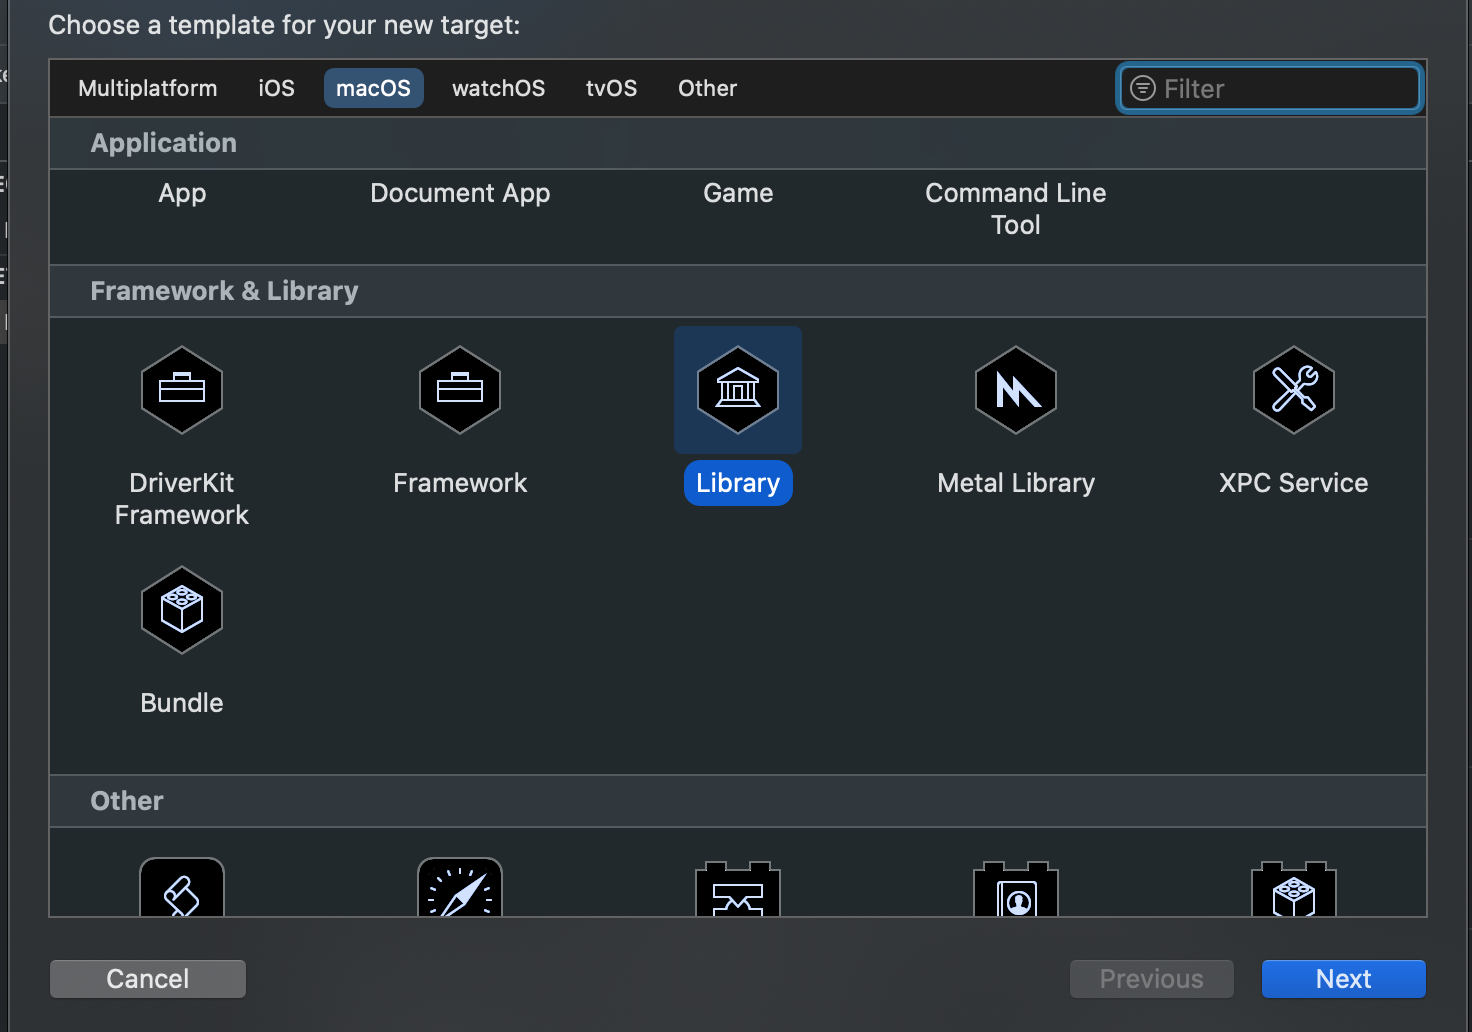 Choose a template for your new target:
Multiplatform iOS macOS watchOS tvOS Other Filter
Application
App Document App Game Command Line
Tool
Framework & Library
DriverKit Framework Library Metal Library XPC Service
Framework
Bundle
Other
Cancel Previous Next